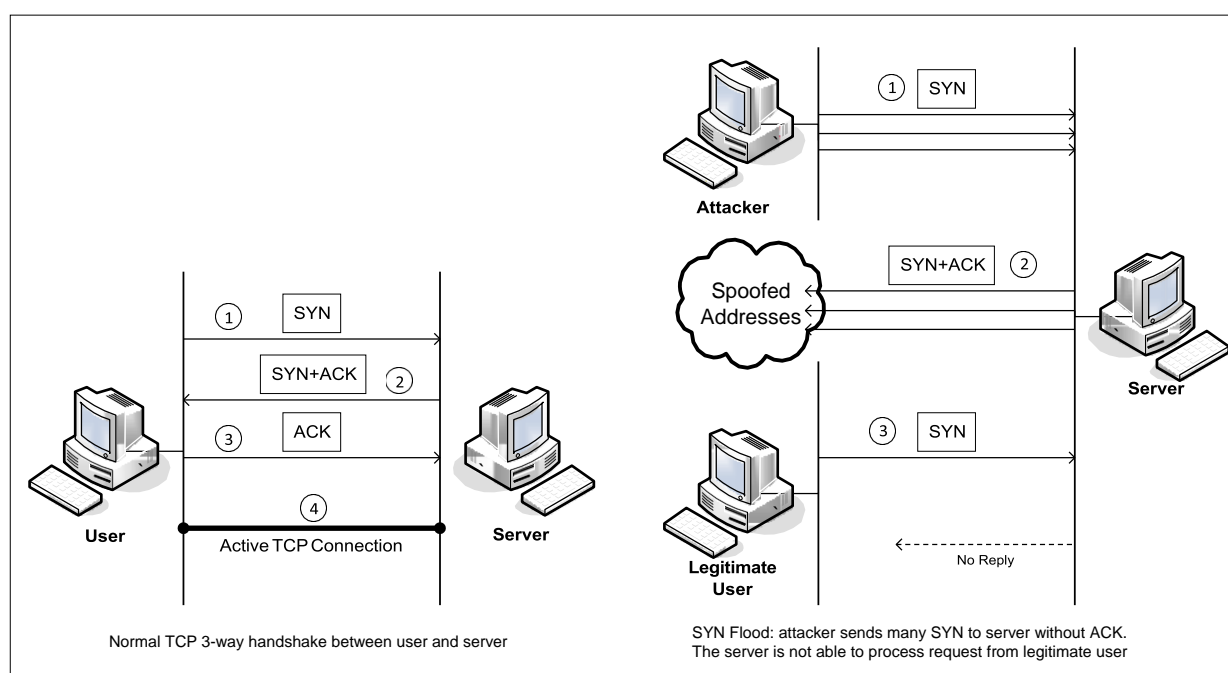 1
SYN
SYN+ACK
2
3
ACK
4
Active TCP Connection
User
Server
Normal TCP 3-way handshake between user and server
1
SYN
Attacker
SYN+ACK
2
Spoofed
Addresses
Server
3
SYN
Legitimate
User
No Reply
SYN Flood: attacker sends many SYN to server without ACK.
The server is not able to process request from legitimate user